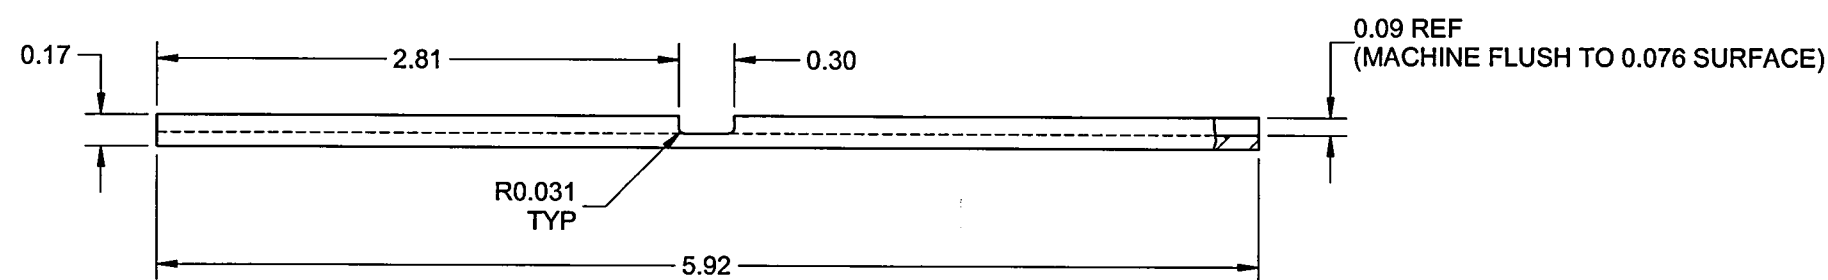 0.17
2.81
0.30
0.09 REF
(MACHINE FLUSH TO 0.076 SURFACE)
R0.031
TYP
5.92